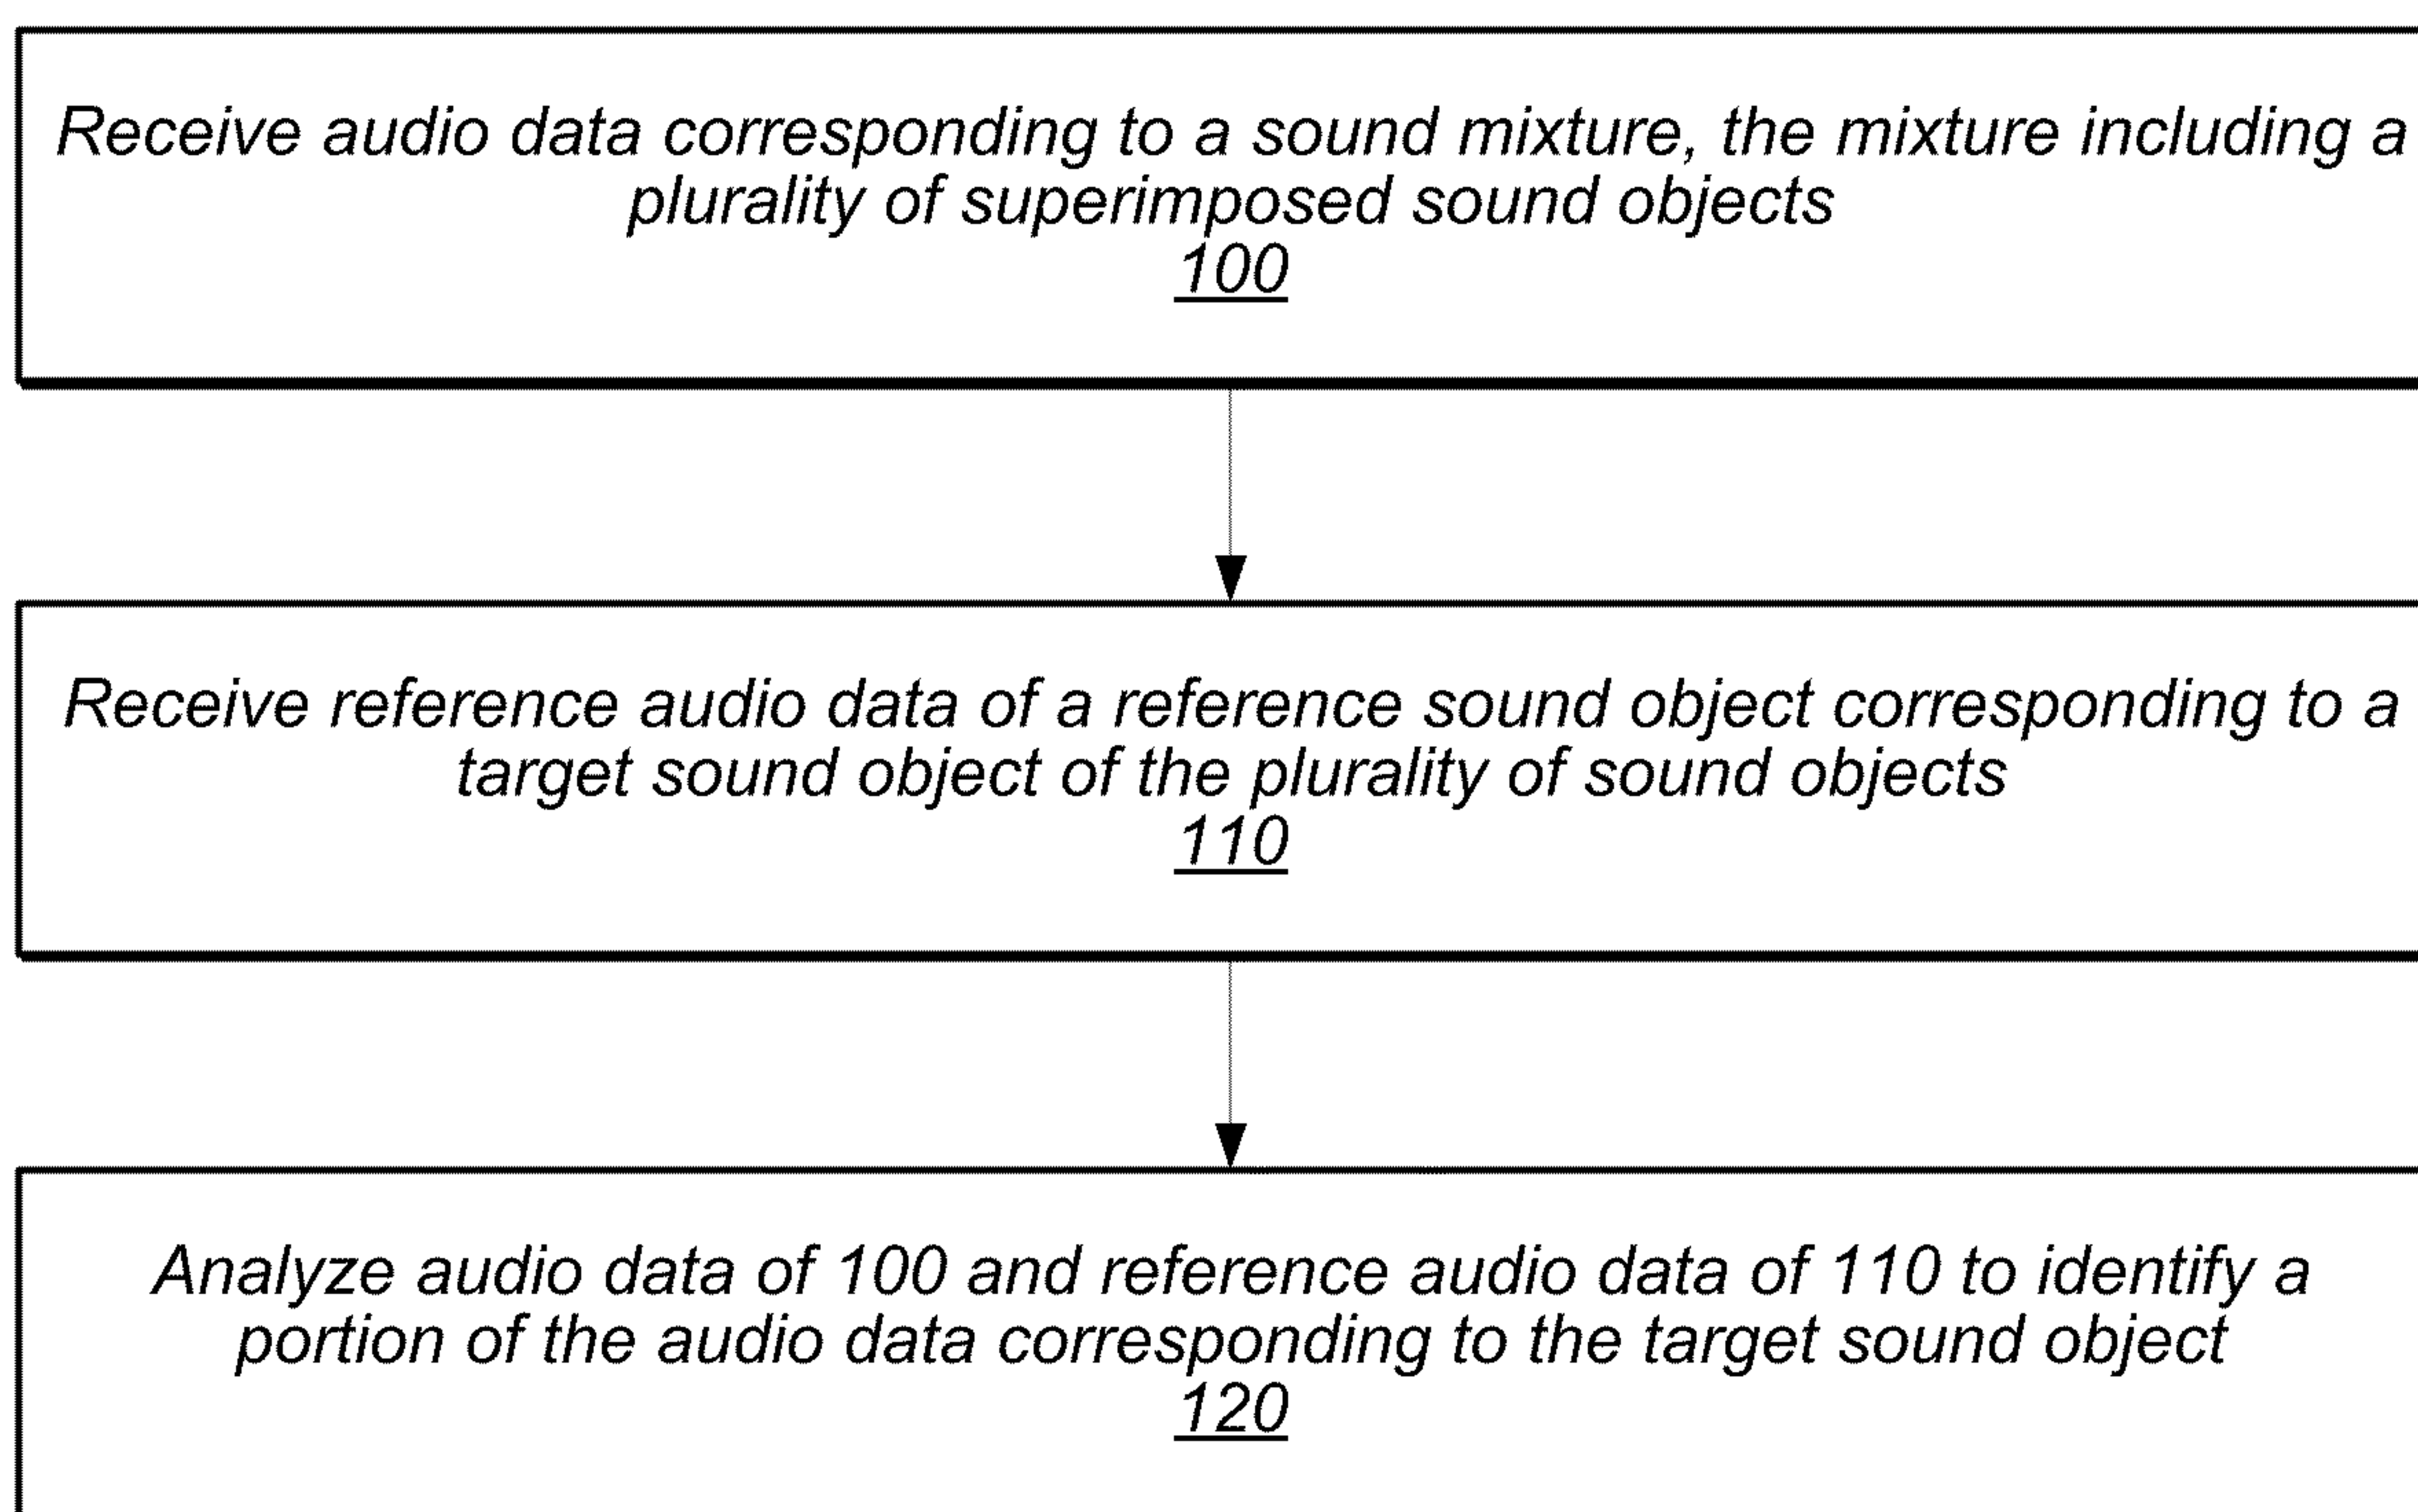 Receive audio data corresponding to a sound mixture, the mixture including a
plurality of superimposed sound objects
100
Receive reference audio data of a reference sound object corresponding to a
target sound object of the plurality of sound objects
110
Analyze audio data of 100 and reference audio data of 110 to identify a
portion of the audio data corresponding to the target sound object
120